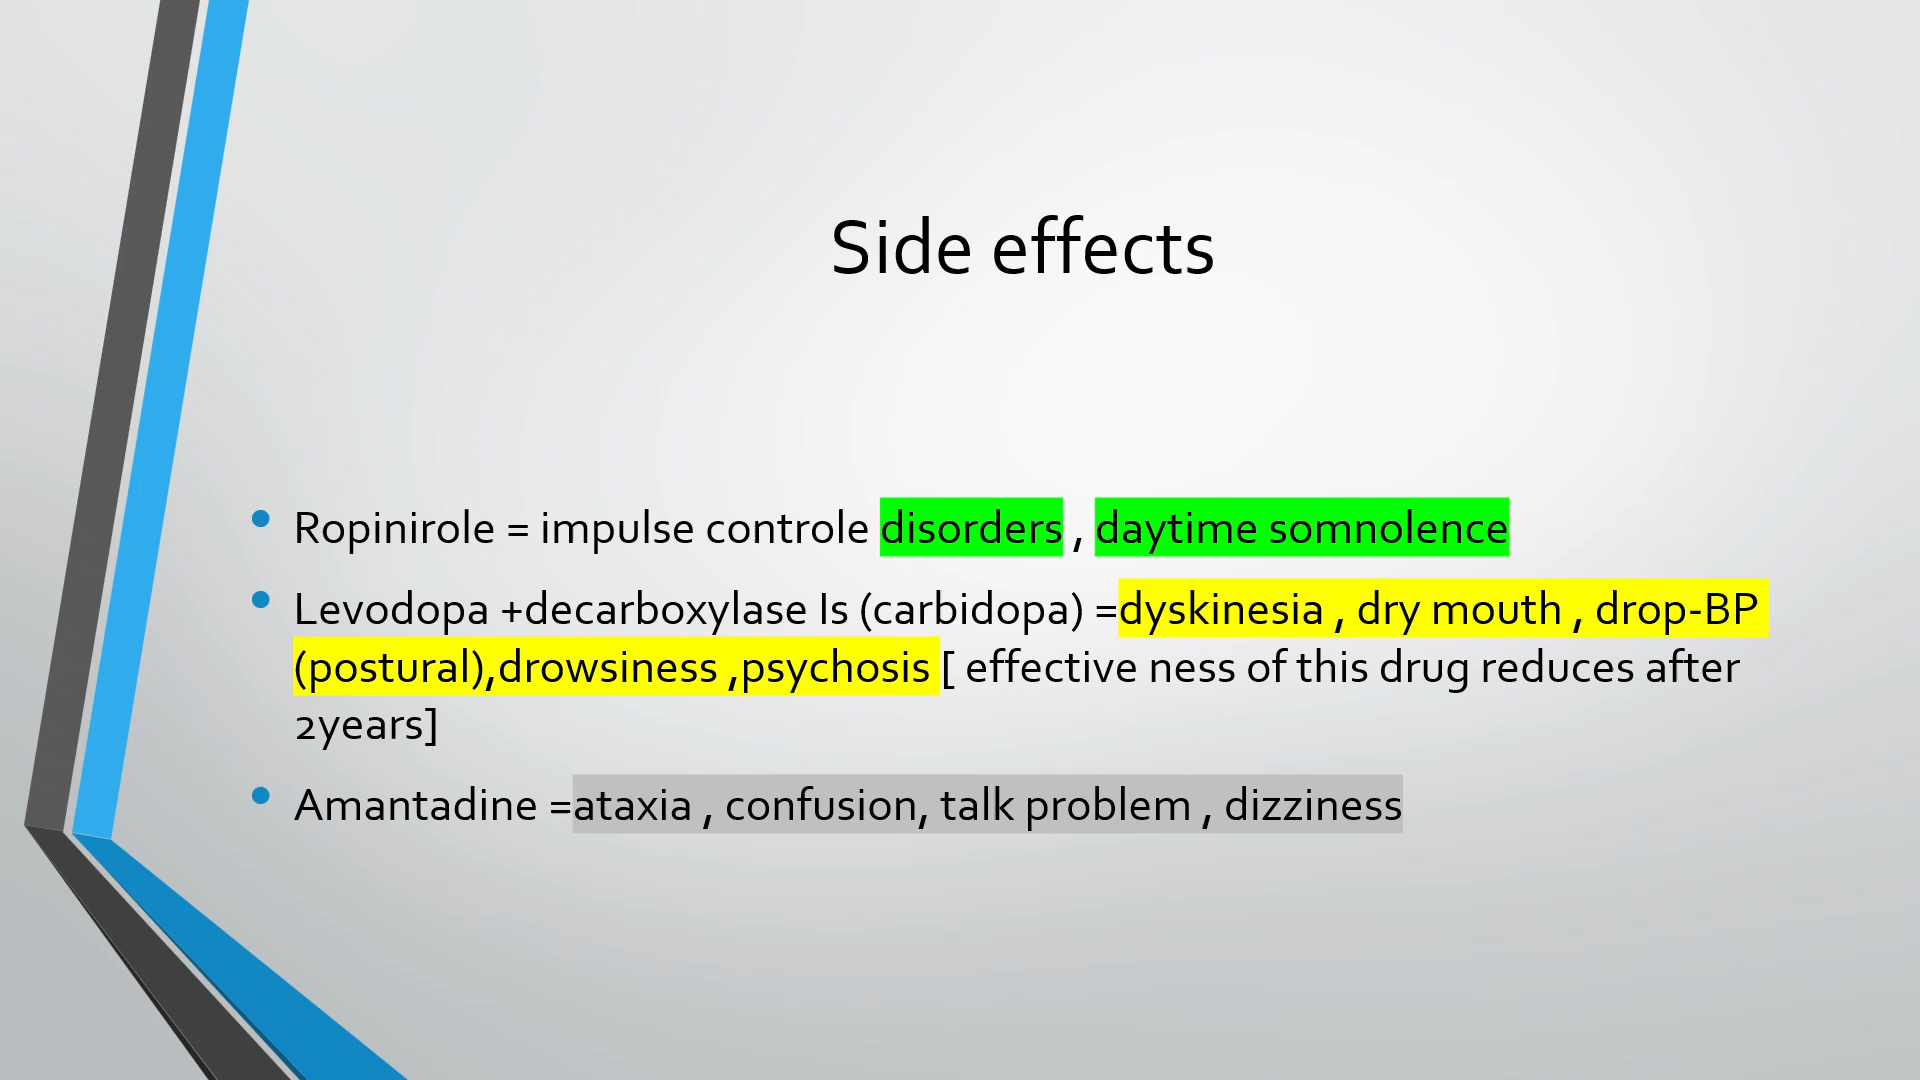 Side effects
• Ropinirole = impulse controle disorders , daytime somnolence
• Levodopa +decarboxylase Is (carbidopa) =dyskinesia , dry mouth , drop-BP
(postural),drowsiness ,psychosis [ effective ness of this drug reduces after
2years]
• Amantadine =ataxia , confusion, talk problem , dizziness